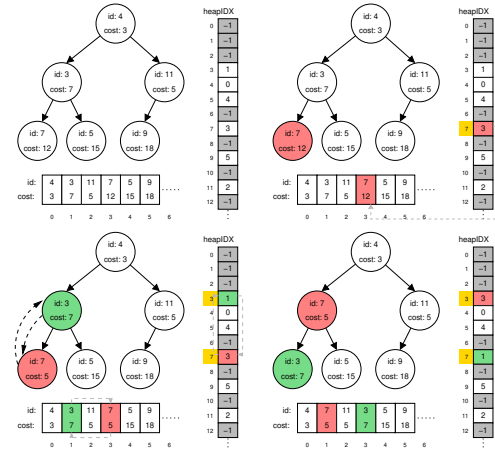 id: 4
cost: 3
id: 3
cost: 7
id: 11
cost: 5
id: 7
cost: 12
id: 5
cost: 15
id: 9
cost: 18
id: 4 3 11 7 5 9
cost: 3 7 5 12 15 18 .....
0 1 2 3 4 5 6
heapIDX
0 −1
1 −1
2 −1
3 1
4 0
5 4
6 −1
7 3
8 −1
9 5
10 −1
11 2
12 −1
id: 4
cost: 3
id: 3
cost: 7
id: 11
cost: 5
id: 7
cost: 12
id: 5
cost: 15
id: 9
cost: 18
id: 4 3 11 7 5 9
cost: 3 7 5 12 15 18 .....
0 1 2 3 4 5 6
heapIDX
0 −1
1 −1
2 −1
3 1
4 0
5 4
6 −1
7 3
8 −1
9 5
10 −1
11 2
12 −1
id: 4
cost: 3
id: 3
cost: 7
id: 11
cost: 5
id: 7
cost: 5
id: 5
cost: 15
id: 9
cost: 18
id: 4 3 11 7 5 9
cost: 3 7 5 5 15 18 .....
0 1 2 3 4 5 6
heapIDX
0 −1
1 −1
2 −1
3 1
4 0
5 4
6 −1
7 3
8 −1
9 5
10 −1
11 2
12 −1
id: 4
cost: 3
id: 7
cost: 5
id: 11
cost: 5
id: 3
cost: 7
id: 5
cost: 15
id: 9
cost: 18
id: 4 7 11 3 5 9
cost: 3 5 5 7 15 18 .....
0 1 2 3 4 5 6
heapIDX
0 −1
1 −1
2 −1
3 3
4 0
5 4
6 −1
7 1
8 −1
9 5
10 −1
11 2
12 −1